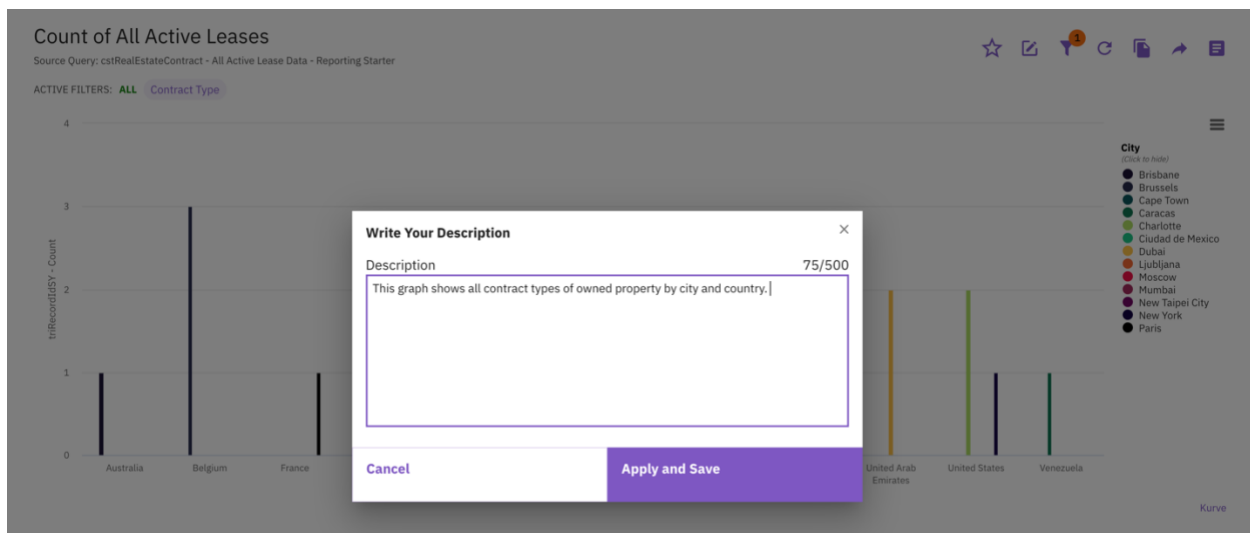 Count of All Active Leases
Source Query: cstRealEstateContract - All Active Lease Data - Reporting Starter
1
ACTIVE FILTERS: ALL Contract Type
4
3
2
1
0
triRecordIdSY - Count
Australia
Belgium
France
United Arab
Emirates
United States
Venezuela
Write Your Description
×
Description 75/500
This graph shows all contract types of owned property by city and country.
Cancel
Apply and Save
City
(Click to hide)
Brisbane
Brussels
Cape Town
Caracas
Charlotte
Ciudad de Mexico
Dubai
Ljubljana
Moscow
Mumbai
New Taipei City
New York
Paris
Kurve